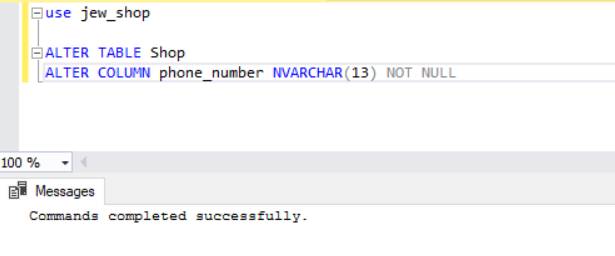 use jew_shop
ALTER TABLE Shop
ALTER COLUMN phone_number NVARCHAR(13) NOT NULL
100 %
Messages
Commands completed successfully.